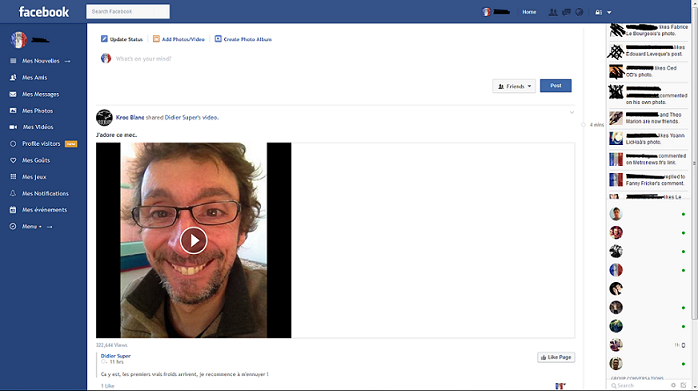 facebook
Search Facebook
Home
Mes Nouvelles
Mes Amis
Mes Messages
Mes Photos
Mes Vidéos
Profile visitors new
Mes Goûts
Mes Jeux
Mes Notifications
Mes événements
Menu +
Update Status
Add Photos/Video
Create Photo Album
What's on your mind?
Friends
Post
Kroc Blanc shared Didier Super's video.
4 mins
J'adore ce mec.
322,644 Views
Didier Super
11 hrs
Ca y est, les premiers vrais froids arrivent, je recommence à m'ennuyer !
1 Like
Like Page
likes Fabrice
Le Bourgeois's photo.
likes
Edouard Leveque's post.
likes Ced
OD's photo.
commented
on his own photo.
and Theo
Marion are now friends.
likes Yoann
LicHaä's photo.
commented
on Metronews It's link.
replied to
Fanny Fricker's comment.
likes Le
Search